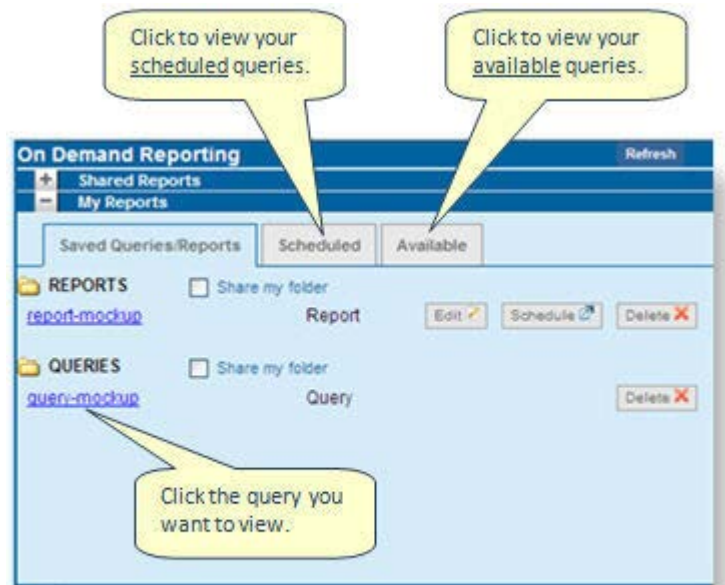 Click to view your
scheduled queries.
Click to view your
available queries.
On Demand Reporting
Refresh
+ Shared Reports
- My Reports
Saved Queries/Reports
Scheduled
Available
REPORTS
Share my folder
report-mockup
Report
Edit
Schedule
Delete
QUERIES
Share my folder
query-mockup
Query
Delete
Click the query you
want to view.